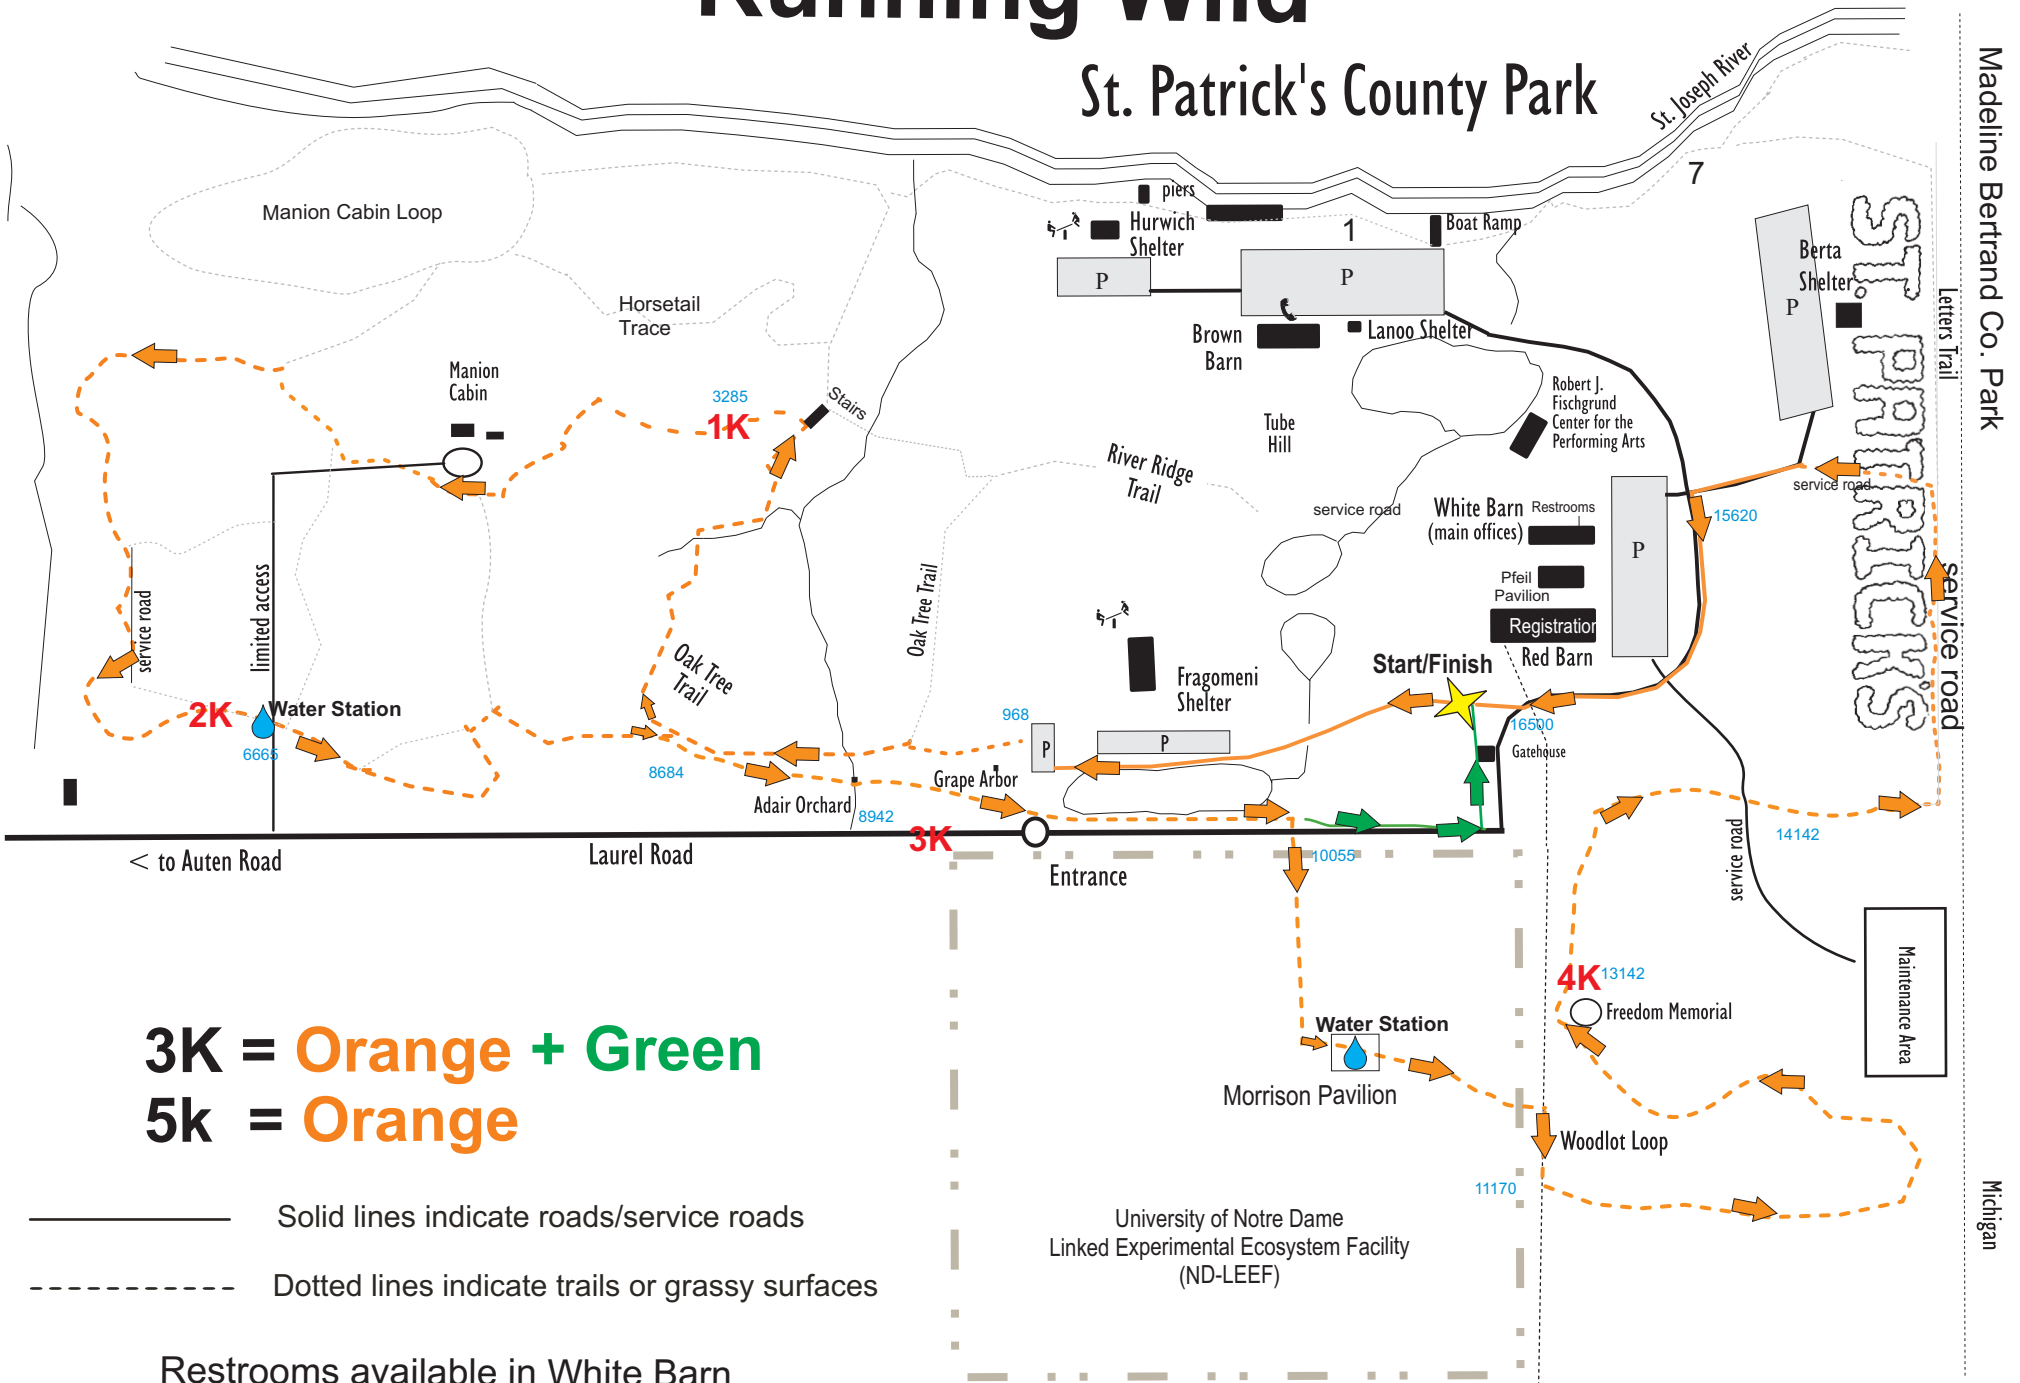 Running Wild
St. Patrick's County Park
St. Joseph River
Madeline Bertrand Co. Park
7
piers
Hurwich
Shelter
1
Boat Ramp
Manion Cabin Loop
P
P
Berta
Shelter
P
ST. PATRICK'S
Letters Trail
Horsetail
Trace
Brown
Barn
Lanoo Shelter
Manion
Cabin
3285
1K
Stairs
Tube
Hill
Robert J.
Fischgrund
Center for the
Performing Arts
River Ridge
Trail
service road
service road
White Barn
(main offices)
Restrooms
15620
P
Pfeil
Pavilion
Registration
Red Barn
service road
limited access
service road
Oak Tree Trail
Oak Tree
Trail
Fragomeni
Shelter
Start/Finish
2K
Water Station
6665
968
P
P
16500
Gatehouse
8684
Grape Arbor
Adair Orchard
8942
3K
10055
14142
service road
< to Auten Road
Laurel Road
Entrance
Maintenance Area
4K
13142
Freedom Memorial
Water Station
Morrison Pavilion
3K = Orange + Green
5k = Orange
Woodlot Loop
11170
Michigan
Solid lines indicate roads/service roads
University of Notre Dame
Linked Experimental Ecosystem Facility
(ND-LEEF)
Dotted lines indicate trails or grassy surfaces
Restrooms available in White Barn